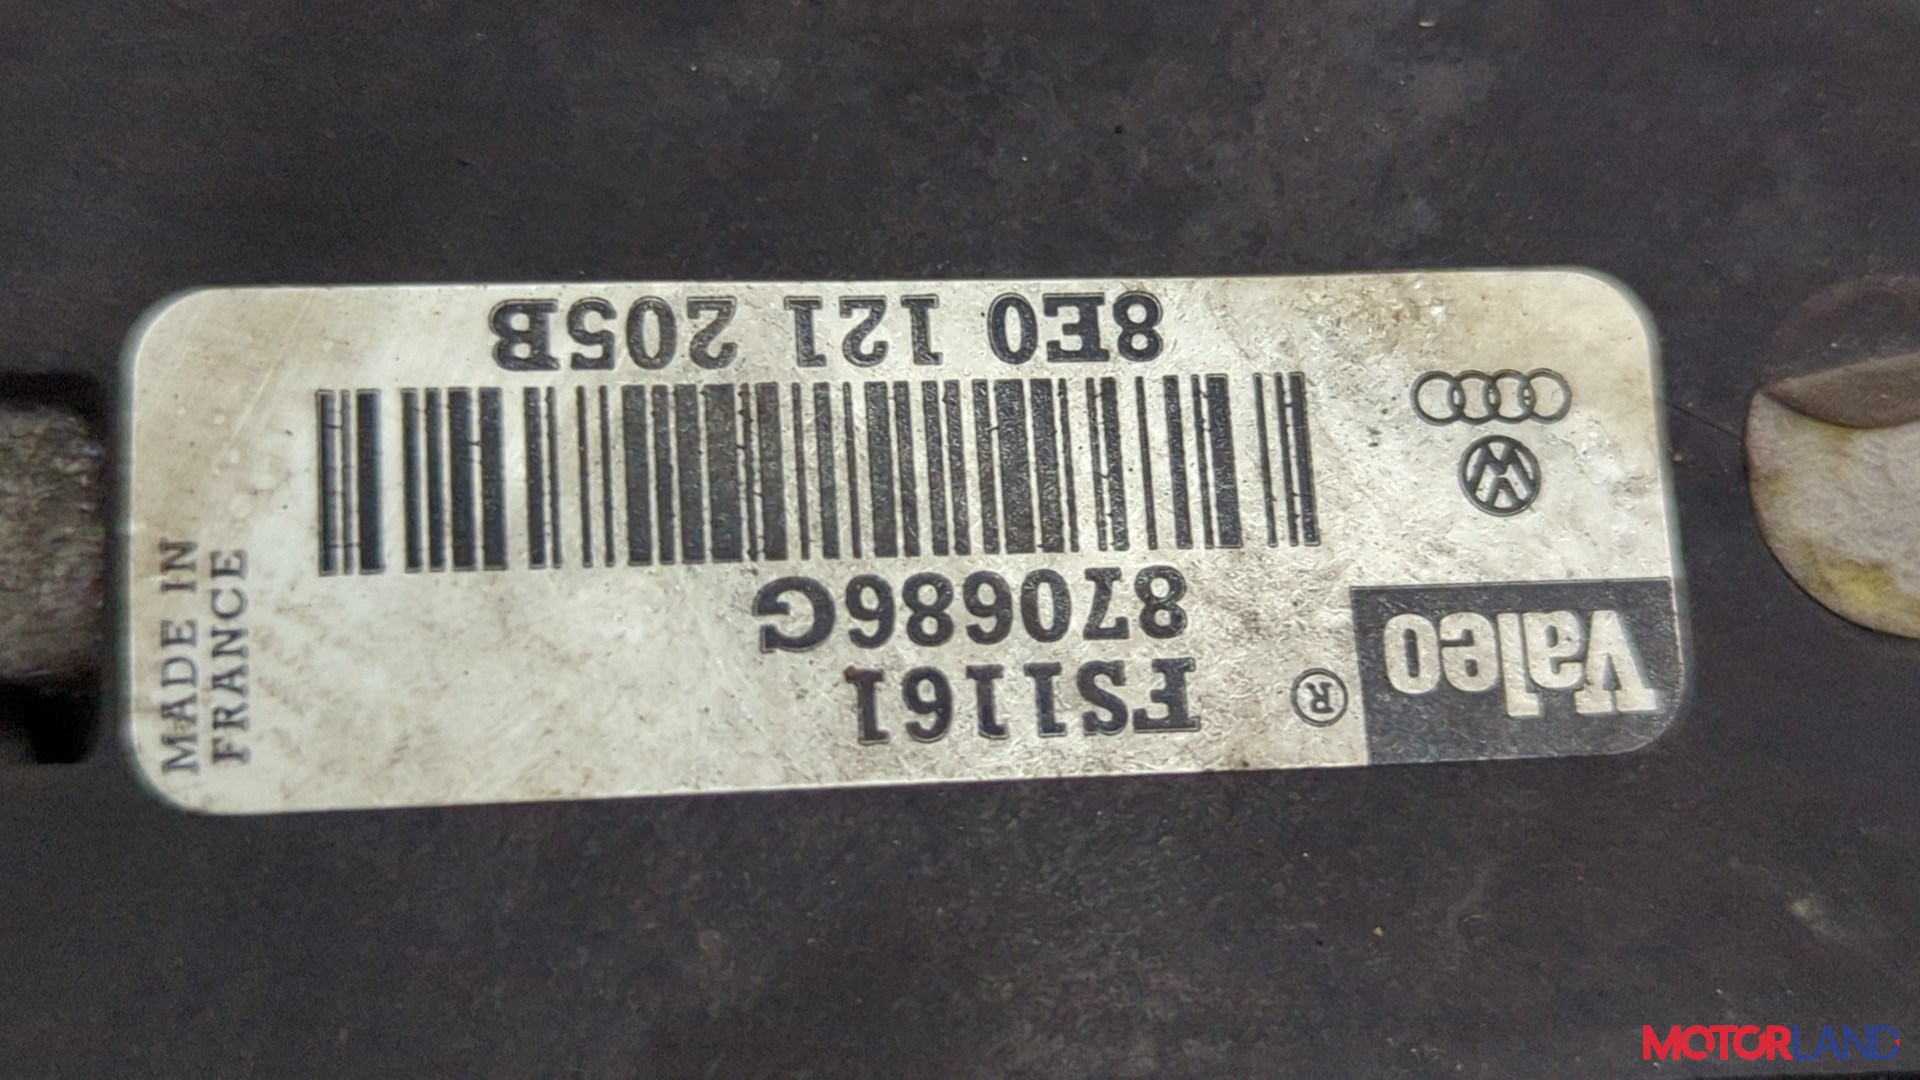 Valeo ®
FS1161
870686G
8E0 121 205B
MADE IN
FRANCE
MOTORLAND